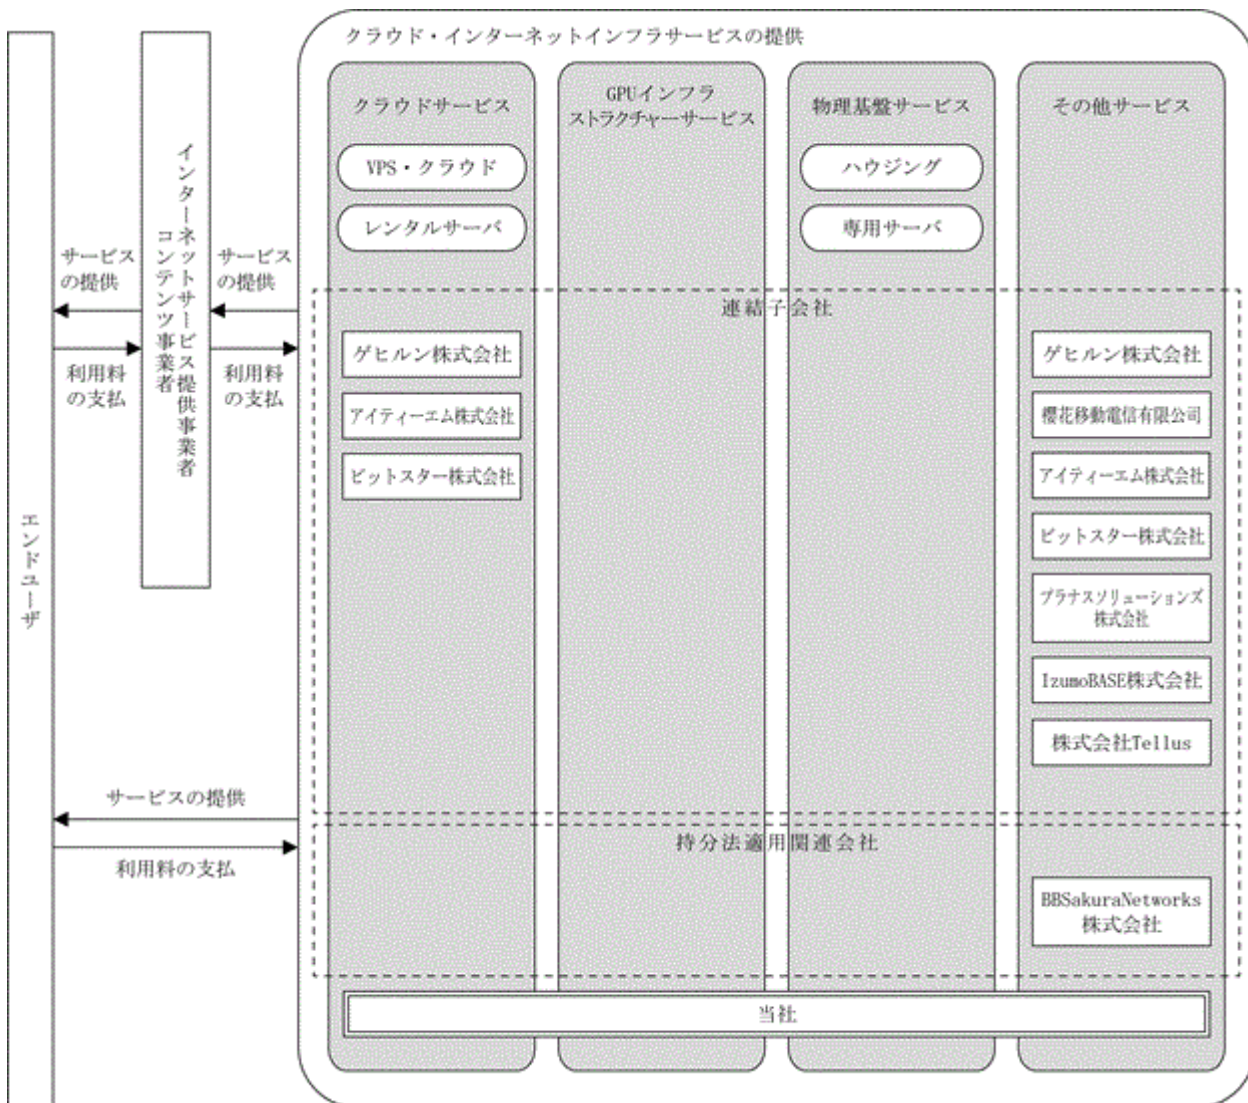 クラウド・インターネットインフラサービスの提供
クラウドサービス
VPS・クラウド
レンタルサーバ
GPUインフラ
ストラクチャーサービス
物理基盤サービス
ハウジング
専用サーバ
その他サービス
エンドユーザ
サービス
の提供
利用料
の支払
インターネットサービス提供事業者
コンテンツ事業者
サービス
の提供
利用料
の支払
連結子会社
ゲヒルン株式会社
アイティーエム株式会社
ビットスター株式会社
ゲヒルン株式会社
櫻花移動電信有限公司
アイティーエム株式会社
ビットスター株式会社
プラナスソリューションズ
株式会社
IzumoBASE株式会社
株式会社Tellus
サービスの提供
利用料の支払
持分法適用関連会社
BBSakuraNetworks
株式会社
当社